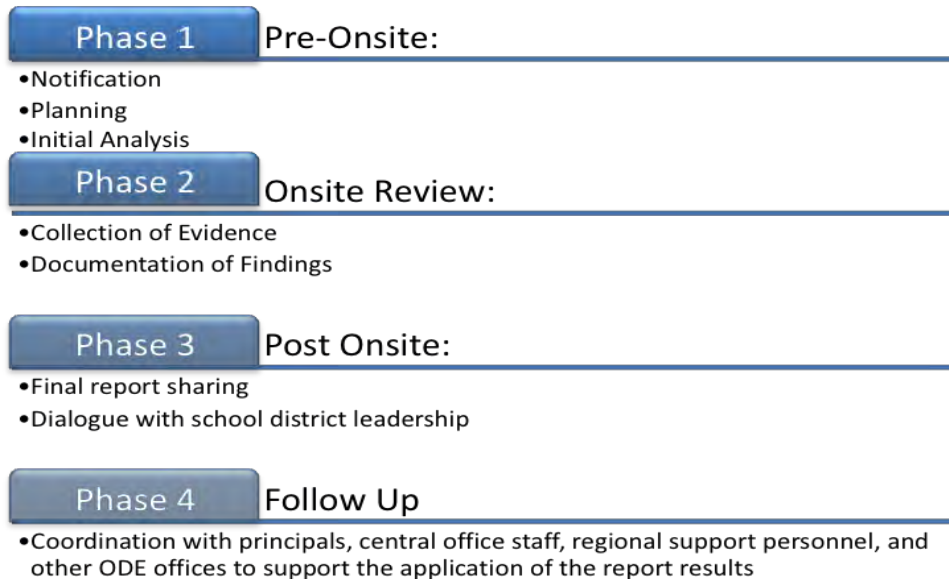 Phase 1 Pre-Onsite:
•Notification
•Planning
•Initial Analysis
Phase 2 Onsite Review:
•Collection of Evidence
•Documentation of Findings
Phase 3 Post Onsite:
•Final report sharing
•Dialogue with school district leadership
Phase 4 Follow Up
•Coordination with principals, central office staff, regional support personnel, and
other ODE offices to support the application of the report results